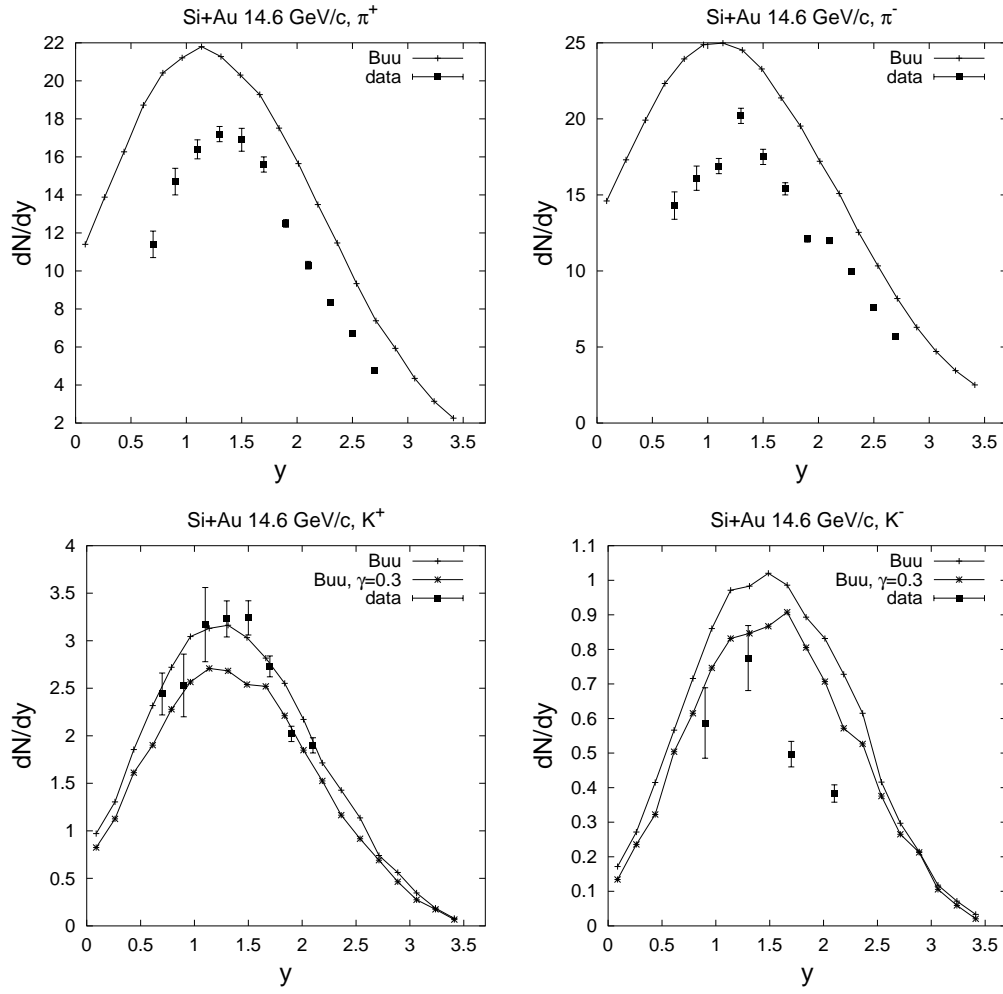 Si+Au 14.6 GeV/c, π+
Buu
data
dN/dy
22
20
18
16
14
12
10
8
6
4
2
0 0.5 1 1.5 2 2.5 3 3.5
y
Si+Au 14.6 GeV/c, π-
Buu
data
dN/dy
25
20
15
10
5
0
0 0.5 1 1.5 2 2.5 3 3.5
y
Si+Au 14.6 GeV/c, K+
Buu
Buu, γ=0.3
data
dN/dy
4
3.5
3
2.5
2
1.5
1
0.5
0
0 0.5 1 1.5 2 2.5 3 3.5
y
Si+Au 14.6 GeV/c, K-
Buu
Buu, γ=0.3
data
dN/dy
1.1
1
0.9
0.8
0.7
0.6
0.5
0.4
0.3
0.2
0.1
0
0 0.5 1 1.5 2 2.5 3 3.5
y